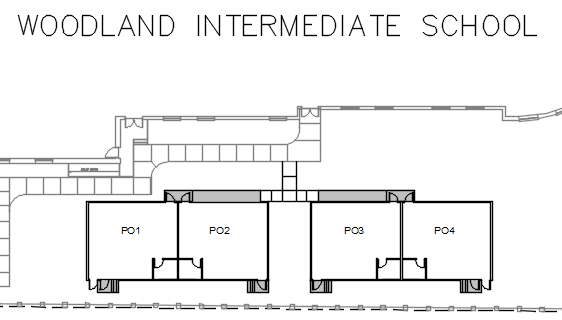 WOODLAND INTERMEDIATE SCHOOL
PO1 PO2 PO3 PO4